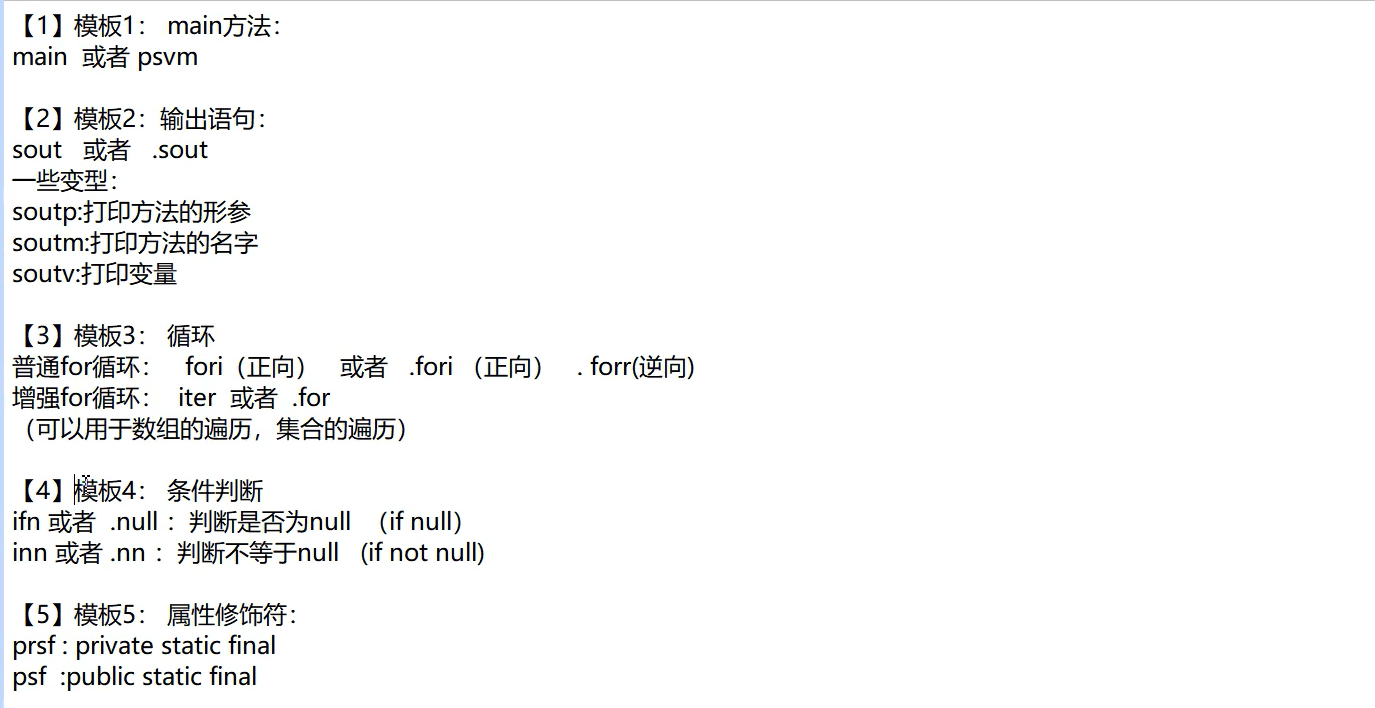 【1】模板1： main方法：
main  或者 psvm
【2】模板2：输出语句：
sout   或者   .sout
一些变型：
soutp:打印方法的形参
soutm:打印方法的名字
soutv:打印变量
【3】模板3： 循环
普通for循环：   fori（正向）   或者   .fori （正向）   . forr(逆向)
增强for循环：   iter  或者  .for
（可以用于数组的遍历，集合的遍历）
【4】模板4： 条件判断
ifn 或者  .null ：判断是否为null  （if null）
inn 或者 .nn ：判断不等于null   (if not null)
【5】模板5： 属性修饰符：
prsf : private static final
psf  :public static final